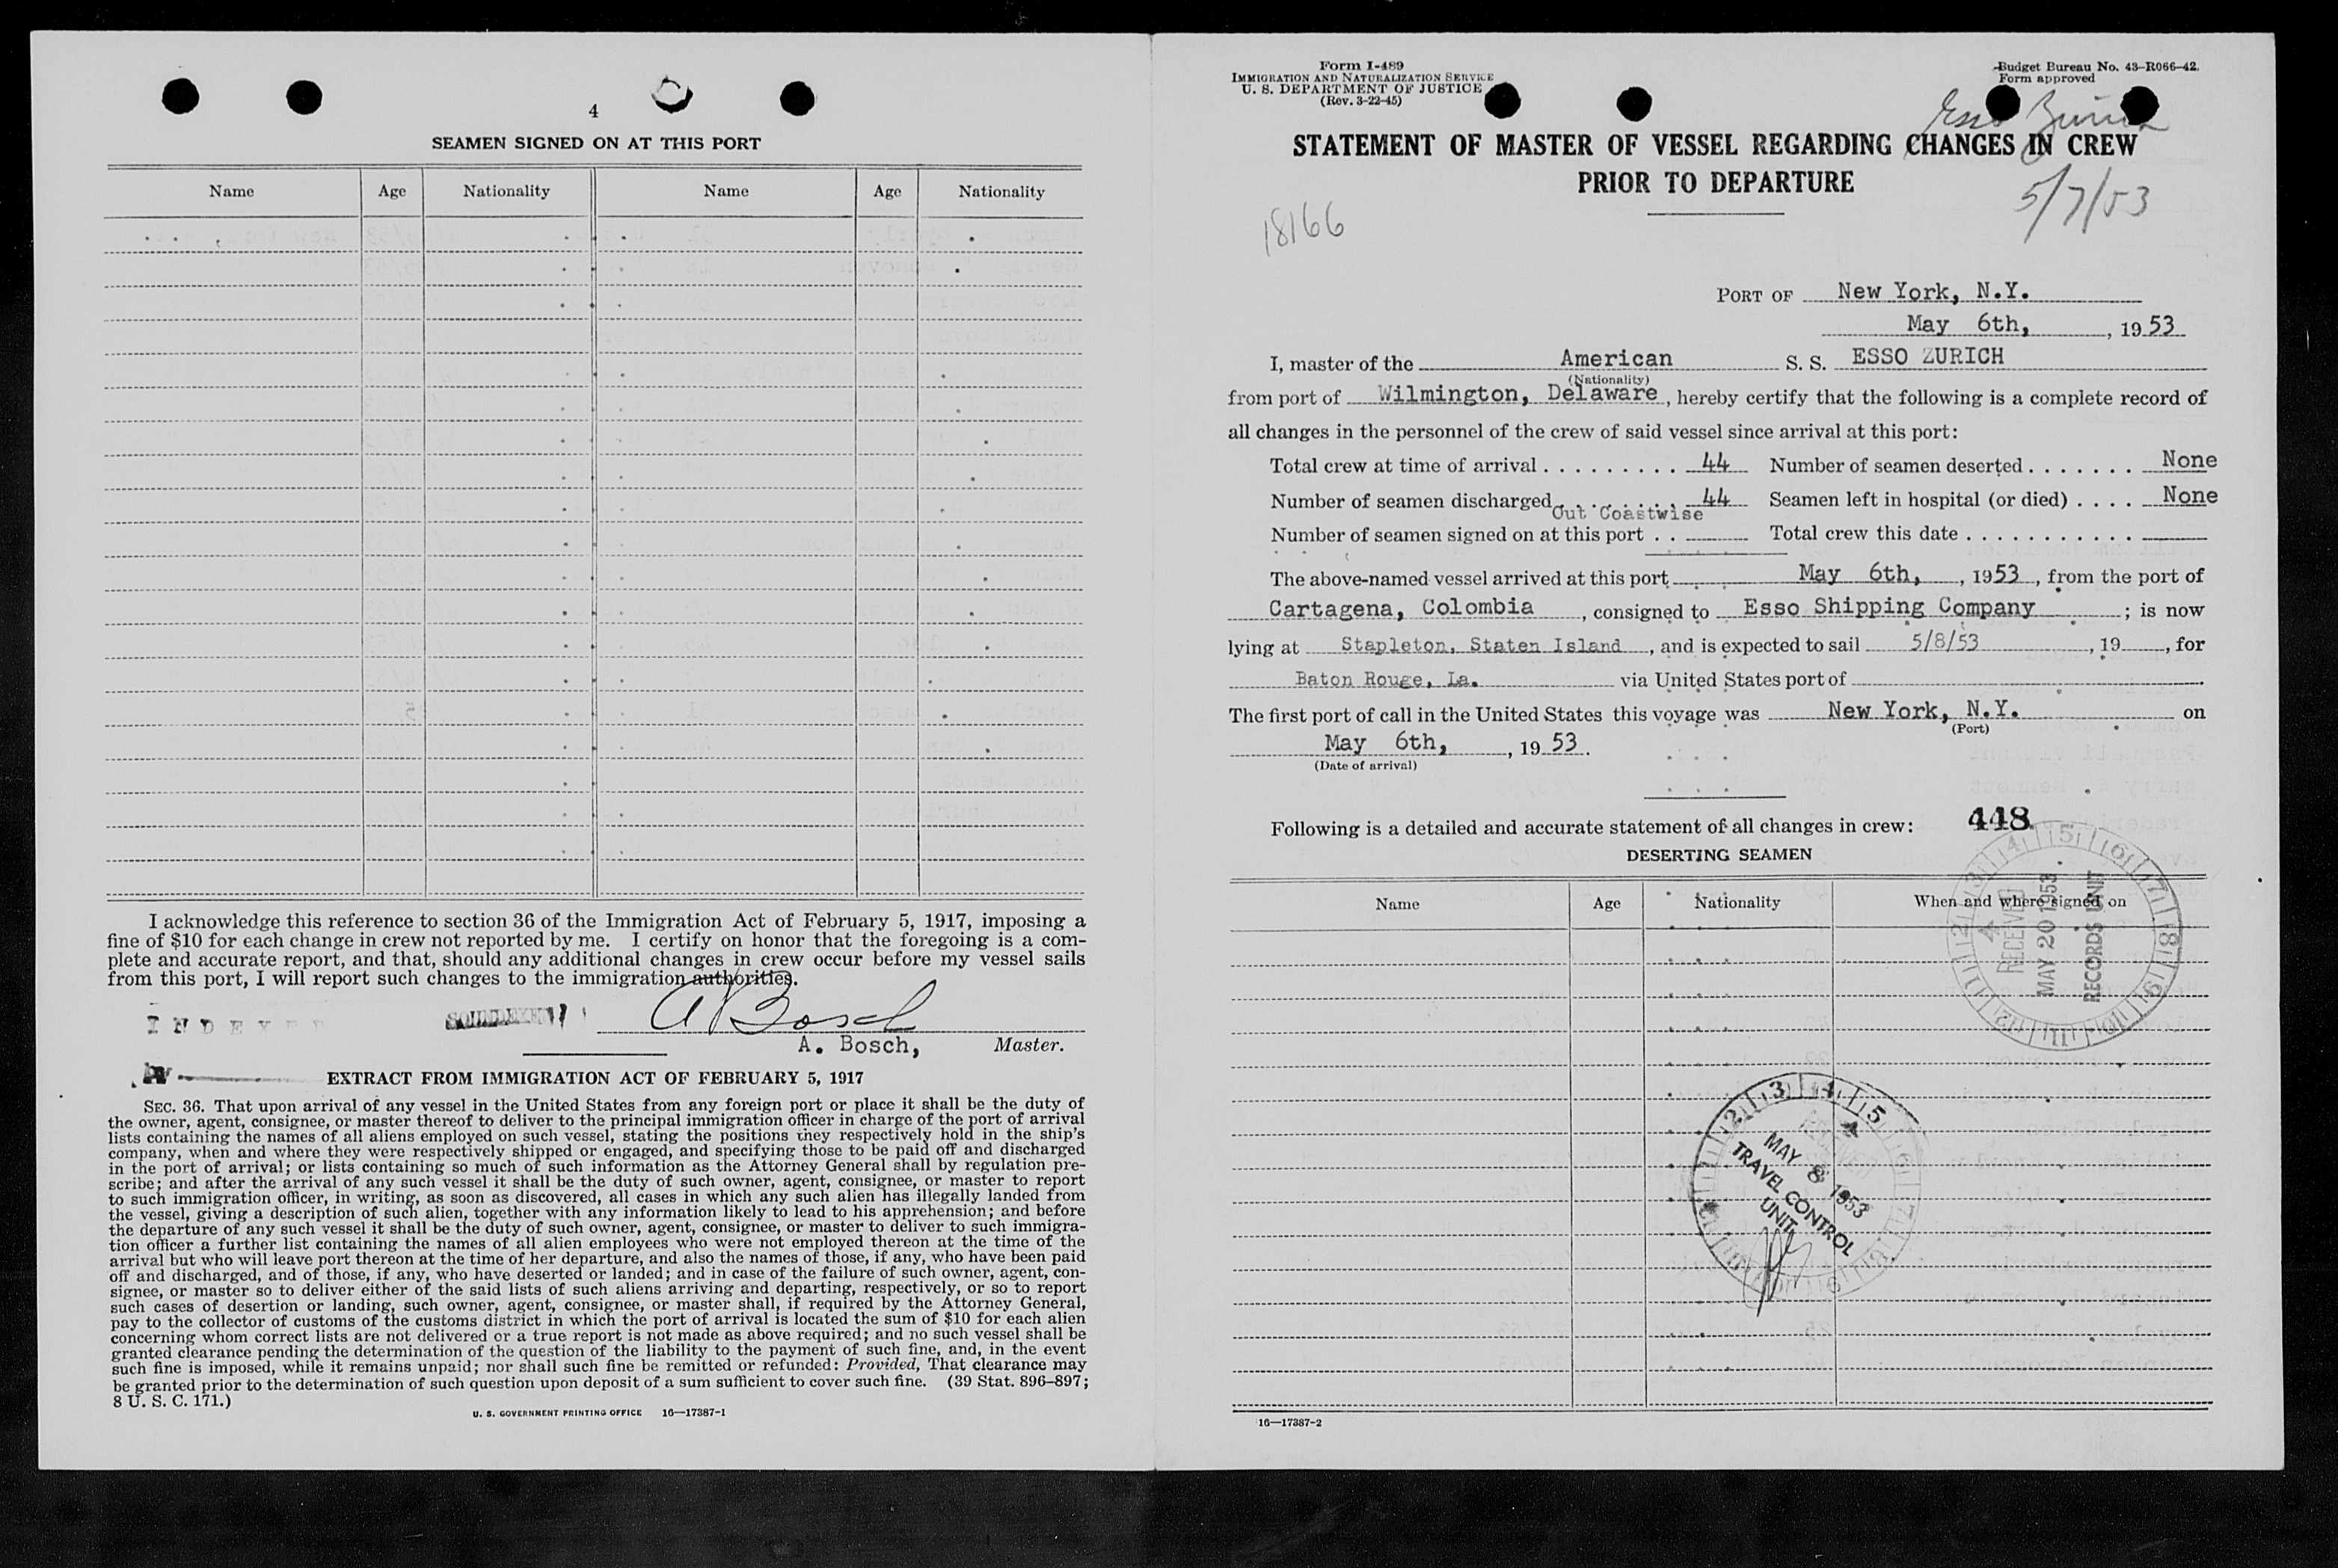 4
SEAMEN SIGNED ON AT THIS PORT
Name Age Nationality Name Age Nationality
I acknowledge this reference to section 36 of the Immigration Act of February 5, 1917, imposing a
fine of $10 for each change in crew not reported by me. I certify on honor that the foregoing is a com-
plete and accurate report, and that, should any additional changes in crew occur before my vessel sails
from this port, I will report such changes to the immigration authorities.
A Bosch
A. Bosch, Master.
EXTRACT FROM IMMIGRATION ACT OF FEBRUARY 5, 1917
SEC. 36. That upon arrival of any vessel in the United States from any foreign port or place it shall be the duty of
the owner, agent, consignee, or master thereof to deliver to the principal immigration officer in charge of the port of arrival
lists containing the names of all aliens employed on such vessel, stating the positions they respectively hold in the ship's
company, when and where they were respectively shipped or engaged, and specifying those to be paid off and discharged
in the port of arrival; or lists containing so much of such information as the Attorney General shall by regulation pre-
scribe; and after the arrival of any such vessel it shall be the duty of such owner, agent, consignee, or master to report
to such immigration officer, in writing, as soon as discovered, all cases in which any such alien has illegally landed from
the vessel, giving a description of such alien, together with any information likely to lead to his apprehension; and before
the departure of any such vessel it shall be the duty of such owner, agent, consignee, or master to deliver to such immigra-
tion officer a further list containing the names of all alien employees who were not employed thereon at the time of the
arrival but who will leave port thereon at the time of her departure, and also the names of those, if any, who have been paid
off and discharged, and of those, if any, who have deserted or landed; and in case of the failure of such owner, agent, con-
signee, or master so to deliver either of the said lists of such aliens arriving and departing, respectively, or so to report
such cases of desertion or landing, such owner, agent, consignee, or master shall, if required by the Attorney General,
pay to the collector of customs of the customs district in which the port of arrival is located the sum of $10 for each alien
concerning whom correct lists are not delivered or a true report is not made as above required; and no such vessel shall be
granted clearance pending the determination of the question of the liability to the payment of such fine, and, in the event
such fine is imposed, while it remains unpaid; nor shall such fine be remitted or refunded: Provided, That clearance may
be granted prior to the determination of such question upon deposit of a sum sufficient to cover such fine. (39 Stat. 896–897;
8 U. S. C. 171.)
U. S. GOVERNMENT PRINTING OFFICE 16—17387-1
Form I-489
IMMIGRATION AND NATURALIZATION SERVICE
U. S. DEPARTMENT OF JUSTICE
(Rev. 3-22-45)
Budget Bureau No. 43–R066–42.
Form approved
Esso Zurich
STATEMENT OF MASTER OF VESSEL REGARDING CHANGES IN CREW
PRIOR TO DEPARTURE
5/7/53
18166
PORT OF New York, N.Y.
May 6th, , 19 53
I, master of the American S. S. ESSO ZURICH
(Nationality)
from port of Wilmington, Delaware , hereby certify that the following is a complete record of
all changes in the personnel of the crew of said vessel since arrival at this port:
Total crew at time of arrival 44 Number of seamen deserted None
Number of seamen discharged 44 Seamen left in hospital (or died) None
Out Coastwise
Number of seamen signed on at this port Total crew this date
The above-named vessel arrived at this port May 6th, , 1953 , from the port of
Cartagena, Colombia , consigned to Esso Shipping Company ; is now
lying at Stapleton, Staten Island , and is expected to sail 5/8/53 , 19 , for
Baton Rouge, La. via United States port of
The first port of call in the United States this voyage was New York, N.Y. on
(Port)
May 6th, , 19 53.
(Date of arrival)
Following is a detailed and accurate statement of all changes in crew: 448
DESERTING SEAMEN
Name Age Nationality When and where signed on
RECEIVED
MAY 20 1953
RECORDS UNIT
MAY 8 1953
TRAVEL CONTROL
UNIT
16—17387-2